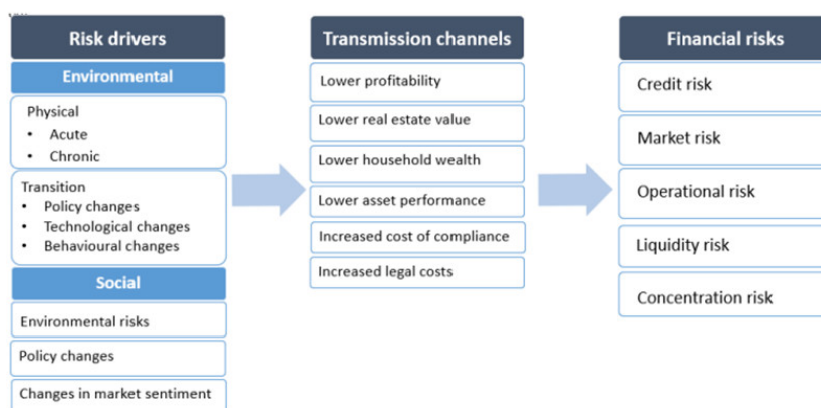 Risk drivers
Environmental
Physical
• Acute
• Chronic
Transition
• Policy changes
• Technological changes
• Behavioural changes
Social
Environmental risks
Policy changes
Changes in market sentiment
Transmission channels
Lower profitability
Lower real estate value
Lower household wealth
Lower asset performance
Increased cost of compliance
Increased legal costs
Financial risks
Credit risk
Market risk
Operational risk
Liquidity risk
Concentration risk